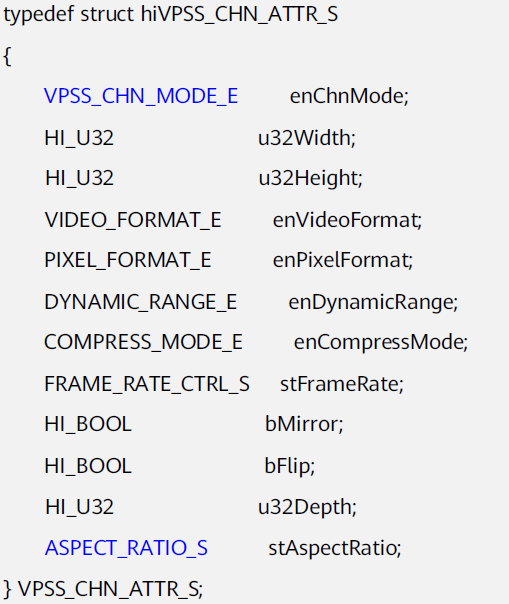 typedef struct hiVPSS_CHN_ATTR_S
{
VPSS_CHN_MODE_E enChnMode;
HI_U32 u32Width;
HI_U32 u32Height;
VIDEO_FORMAT_E enVideoFormat;
PIXEL_FORMAT_E enPixelFormat;
DYNAMIC_RANGE_E enDynamicRange;
COMPRESS_MODE_E enCompressMode;
FRAME_RATE_CTRL_S stFrameRate;
HI_BOOL bMirror;
HI_BOOL bFlip;
HI_U32 u32Depth;
ASPECT_RATIO_S stAspectRatio;
} VPSS_CHN_ATTR_S;